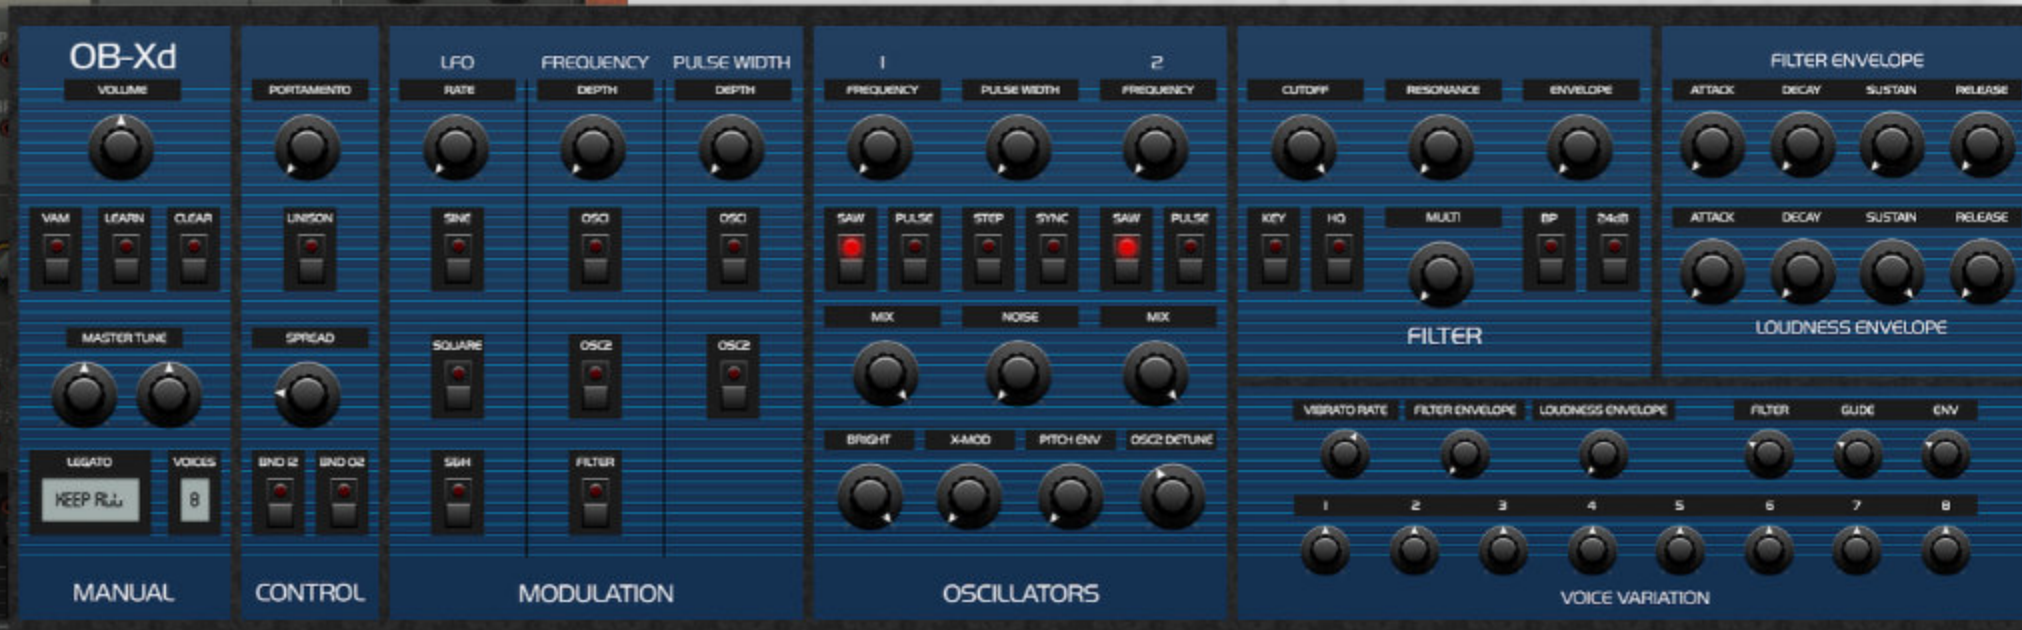 OB-Xd
VOLUME
VAM LEARN CLEAR
MASTER TUNE
LEGATO VOICES
KEEP ALL 8
MANUAL
PORTAMENTO
UNISON
SPREAD
BND 12 BND O2
CONTROL
LFO FREQUENCY PULSE WIDTH
RATE DEPTH DEPTH
SINE OSC1 OSC1
SQUARE OSC2 OSC2
S&H FILTER
MODULATION
1 2
FREQUENCY PULSE WIDTH FREQUENCY
SAW PULSE STEP SYNC SAW PULSE
MIX NOISE MIX
BRIGHT X-MOD PITCH ENV OSC2 DETUNE
OSCILLATORS
CUTOFF RESONANCE ENVELOPE
KEY HQ MULTI BP 24dB
FILTER
FILTER ENVELOPE
ATTACK DECAY SUSTAIN RELEASE
ATTACK DECAY SUSTAIN RELEASE
LOUDNESS ENVELOPE
VIBRATO RATE FILTER ENVELOPE LOUDNESS ENVELOPE FILTER GLIDE ENV
1 2 3 4 5 6 7 8
VOICE VARIATION